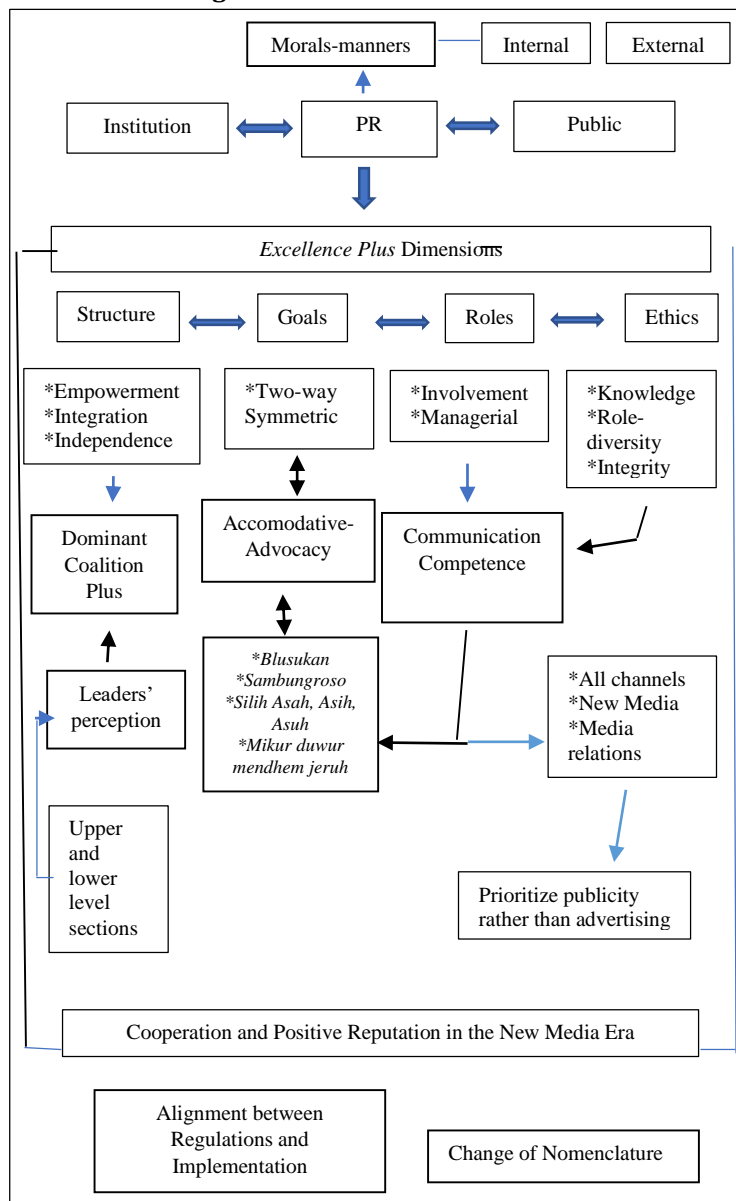 Morals-manners
Internal
External
Institution
PR
Public
Excellence Plus Dimensions
Structure
Goals
Roles
Ethics
*Empowerment
*Integration
*Independence
*Two-way
Symmetric
*Involvement
*Managerial
*Knowledge
*Role-
diversity
*Integrity
Dominant
Coalition
Plus
Accomodative-
Advocacy
Communication
Competence
Leaders'
perception
*Blusukan
*Sambungroso
*Silih Asah, Asih,
Asuh
*Mikur duwur
mendhem jeruh
*All channels
*New Media
*Media
relations
Upper
and
lower
level
sections
Prioritize publicity
rather than advertising
Cooperation and Positive Reputation in the New Media Era
Alignment between
Regulations and
Implementation
Change of Nomenclature